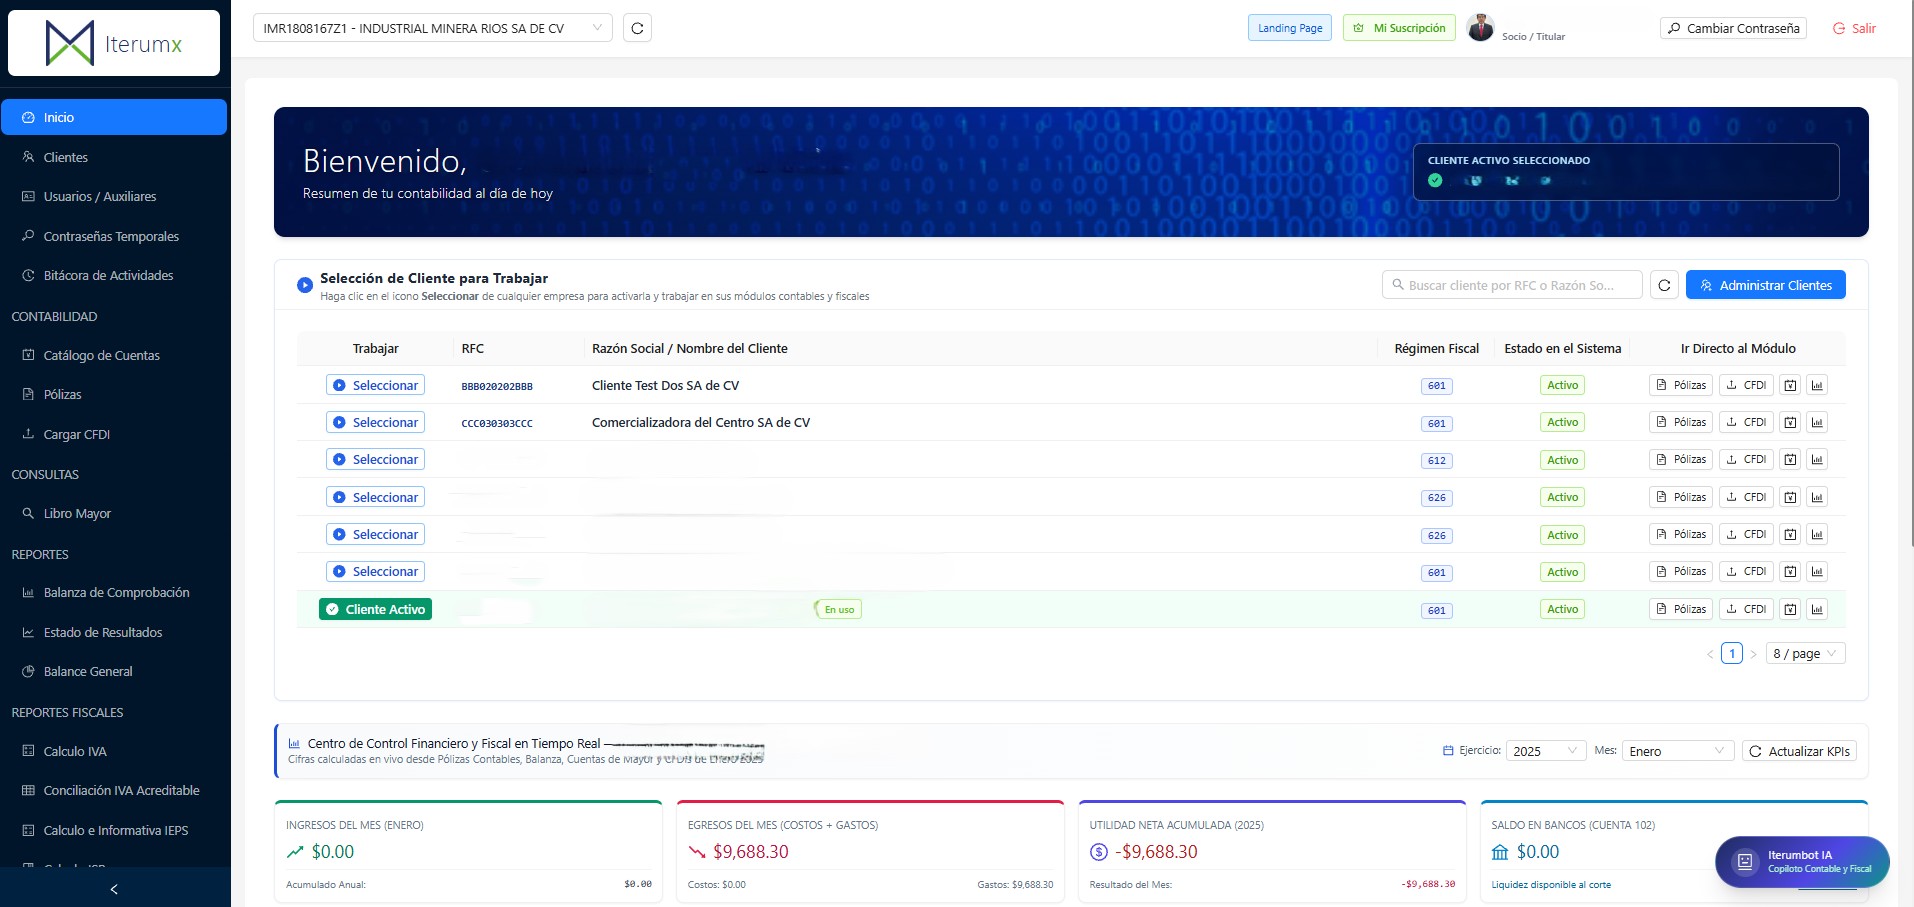 Iterumx
IMR1808167Z1 - INDUSTRIAL MINERA RIOS SA DE CV
Landing Page
Mi Suscripción
Socio / Titular
Cambiar Contraseña
Salir
Inicio
Clientes
Usuarios / Auxiliares
Contraseñas Temporales
Bitácora de Actividades
CONTABILIDAD
Catálogo de Cuentas
Pólizas
Cargar CFDI
CONSULTAS
Libro Mayor
REPORTES
Balanza de Comprobación
Estado de Resultados
Balance General
REPORTES FISCALES
Calculo IVA
Conciliación IVA Acreditable
Calculo e Informativa IEPS
Bienvenido,
Resumen de tu contabilidad al día de hoy
CLIENTE ACTIVO SELECCIONADO
Selección de Cliente para Trabajar
Haga clic en el ícono Seleccionar de cualquier empresa para activarla y trabajar en sus módulos contables y fiscales
Buscar cliente por RFC o Razón So...
Administrar Clientes
Trabajar RFC Razón Social / Nombre del Cliente Régimen Fiscal Estado en el Sistema Ir Directo al Módulo
Seleccionar BBB020202BBB Cliente Test Dos SA de CV 601 Activo Pólizas CFDI
Seleccionar CCC030303CCC Comercializadora del Centro SA de CV 601 Activo Pólizas CFDI
Seleccionar 612 Activo Pólizas CFDI
Seleccionar 626 Activo Pólizas CFDI
Seleccionar 626 Activo Pólizas CFDI
Seleccionar 601 Activo Pólizas CFDI
Cliente Activo En uso 601 Activo Pólizas CFDI
< 1 > 8 / page
Centro de Control Financiero y Fiscal en Tiempo Real —
Cifras calculadas en vivo desde Pólizas Contables, Balanza, Cuentas de Mayor y
Ejercicio: 2025 Mes: Enero Actualizar KPIs
INGRESOS DEL MES (ENERO)
$0.00
Acumulado Anual: $0.00
EGRESOS DEL MES (COSTOS + GASTOS)
$9,688.30
Costos: $0.00 Gastos: $9,688.30
UTILIDAD NETA ACUMULADA (2025)
-$9,688.30
Resultado del Mes: -$9,688.30
SALDO EN BANCOS (CUENTA 102)
$0.00
Liquidez disponible al corte
Iterumbot IA
Copiloto Contable y Fiscal